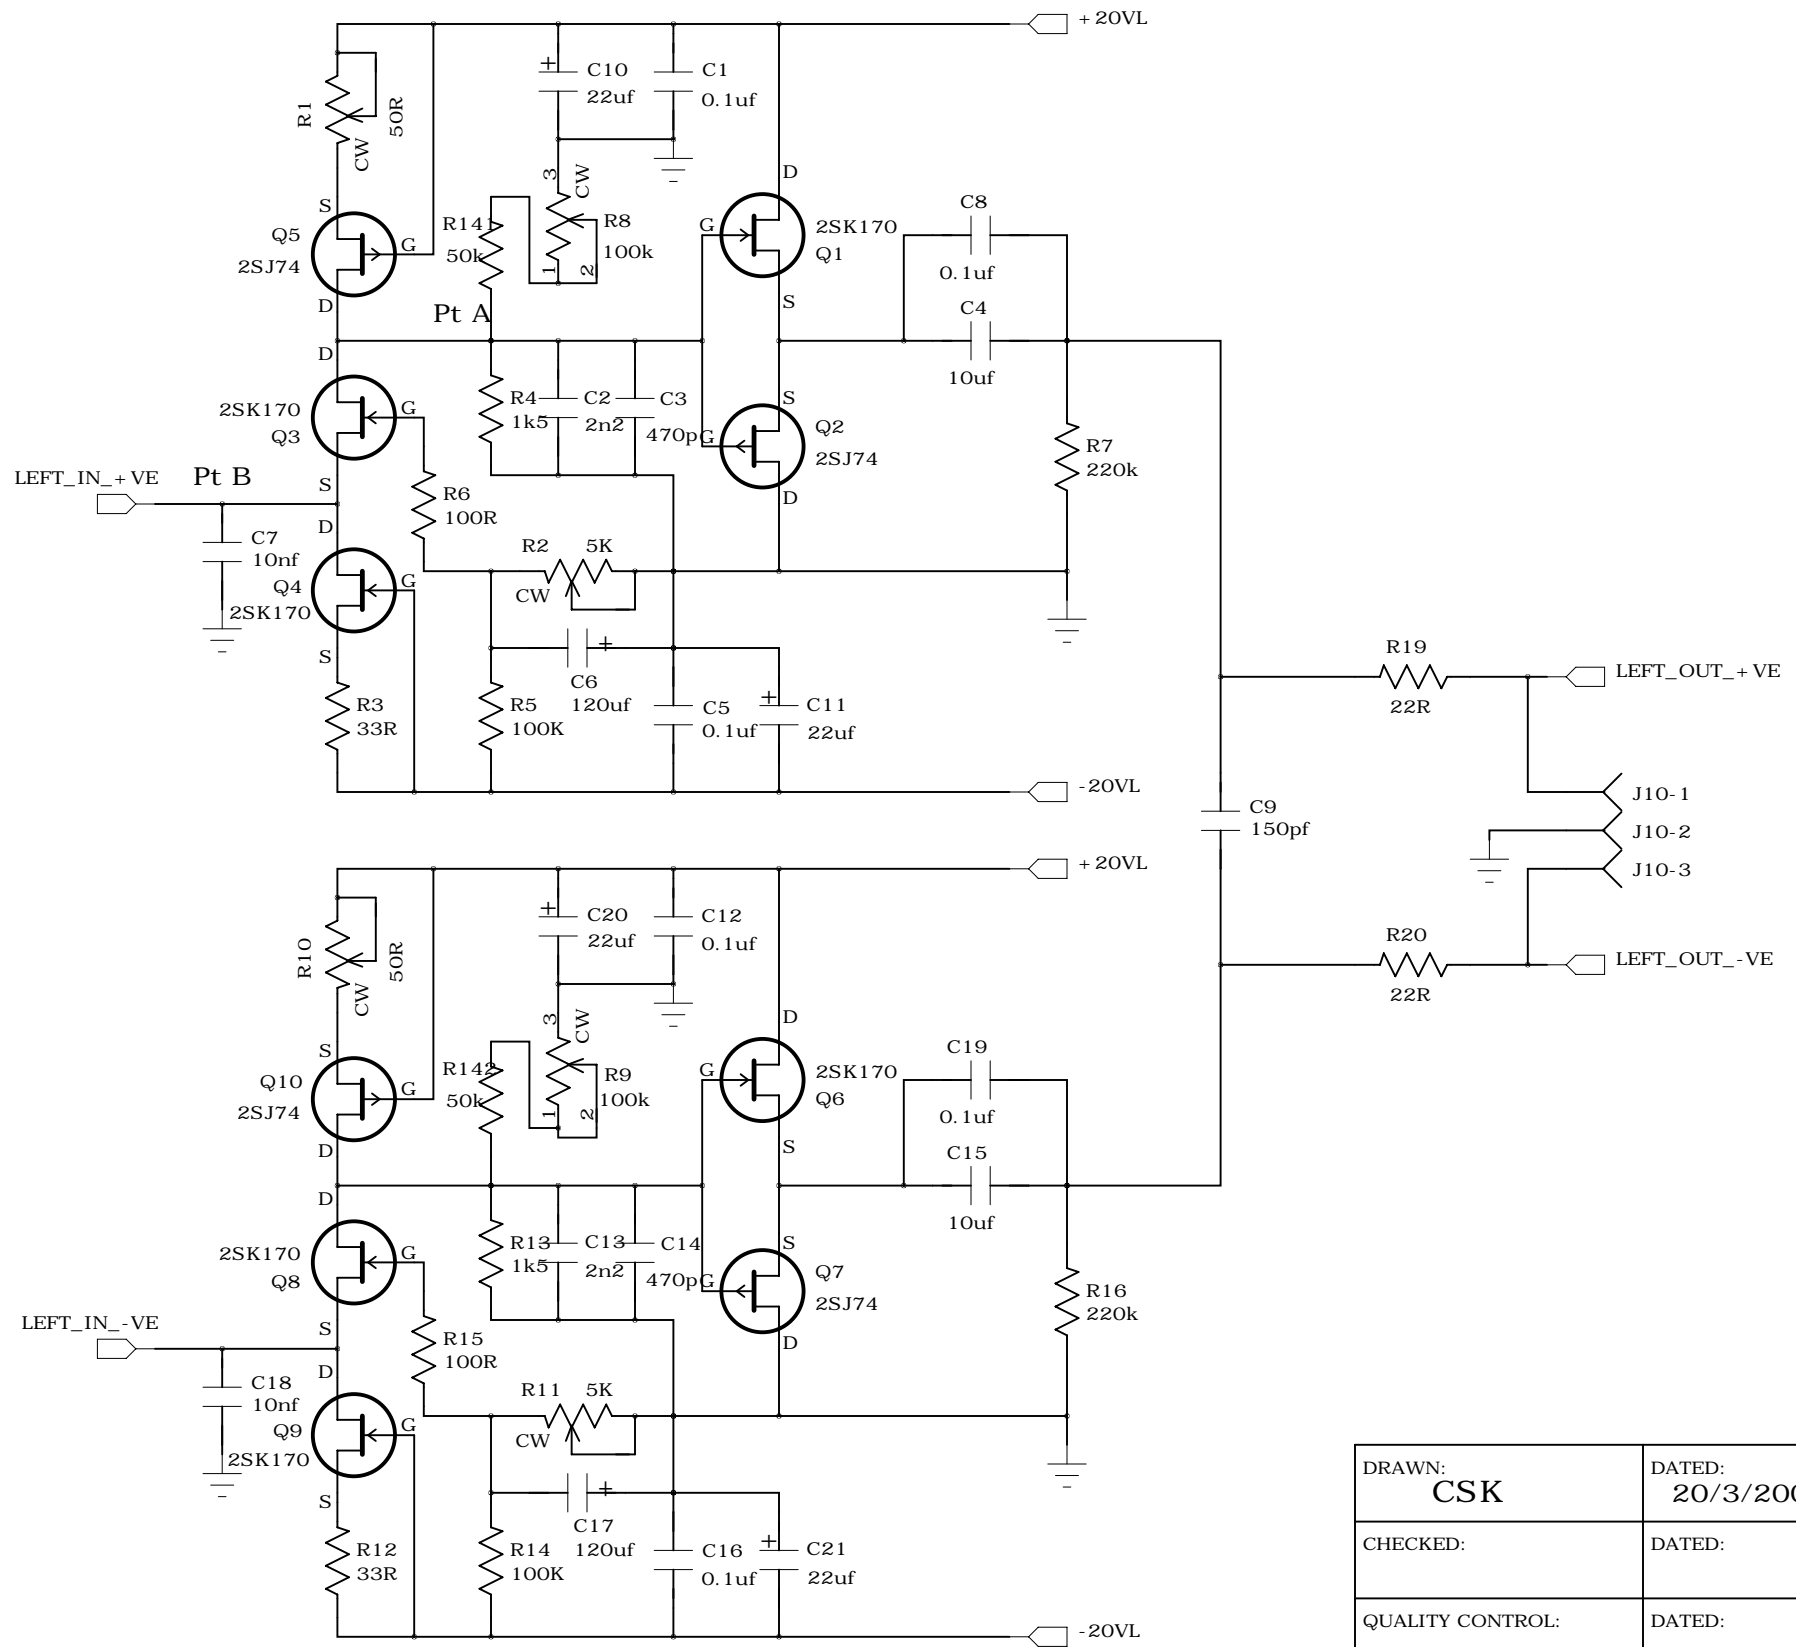 +20VL
R1
50R
CW
C10
22uf
C1
0.1uf
3
CW
D
S
Q5
2SJ74
G
R141
50k
R8
100k
1
2
G
2SK170
Q1
C8
0.1uf
D
Pt A
S
C4
10uf
D
2SK170
Q3
G
R4
1k5
C2
2n2
C3
470p
G
S
Q2
2SJ74
R7
220k
LEFT_IN_+VE
Pt B
S
R6
100R
D
D
C7
10nf
Q4
2SK170
G
R2
5K
CW
S
R3
33R
R5
100K
C6
120uf
C5
0.1uf
C11
22uf
R19
22R
LEFT_OUT_+VE
-20VL
C9
150pf
J10-1
J10-2
J10-3
+20VL
R10
50R
CW
C20
22uf
C12
0.1uf
R20
22R
LEFT_OUT_-VE
3
CW
D
S
Q10
2SJ74
G
R142
50k
R9
100k
1
2
G
2SK170
Q6
C19
0.1uf
D
S
C15
10uf
D
2SK170
Q8
G
R13
1k5
C13
2n2
C14
470p
G
S
Q7
2SJ74
R16
220k
LEFT_IN_-VE
S
R15
100R
D
D
C18
10nf
Q9
2SK170
G
R11
5K
CW
S
R12
33R
R14
100K
C17
120uf
C16
0.1uf
C21
22uf
-20VL
DRAWN:
CSK
DATED:
20/3/200
CHECKED:
DATED:
QUALITY CONTROL:
DATED: